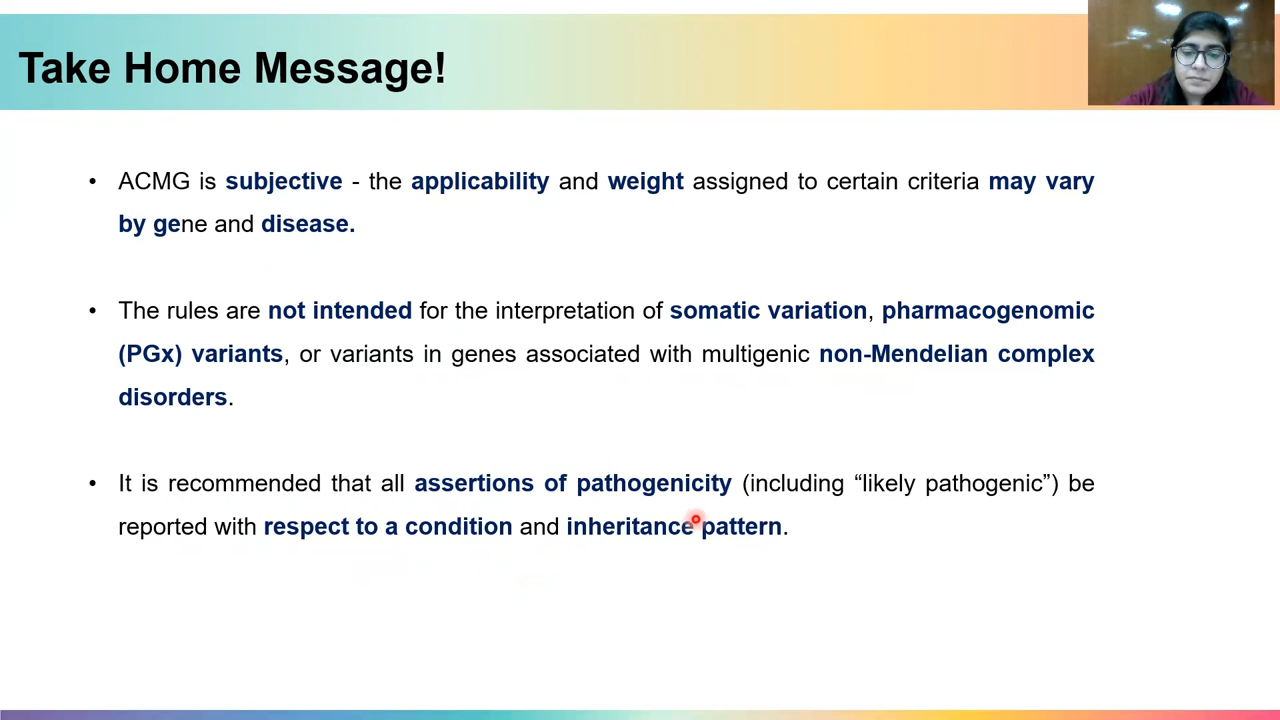 Take Home Message!
• ACMG is subjective - the applicability and weight assigned to certain criteria may vary
by gene and disease.
• The rules are not intended for the interpretation of somatic variation, pharmacogenomic
(PGx) variants, or variants in genes associated with multigenic non-Mendelian complex
disorders.
• It is recommended that all assertions of pathogenicity (including “likely pathogenic”) be
reported with respect to a condition and inheritance pattern.